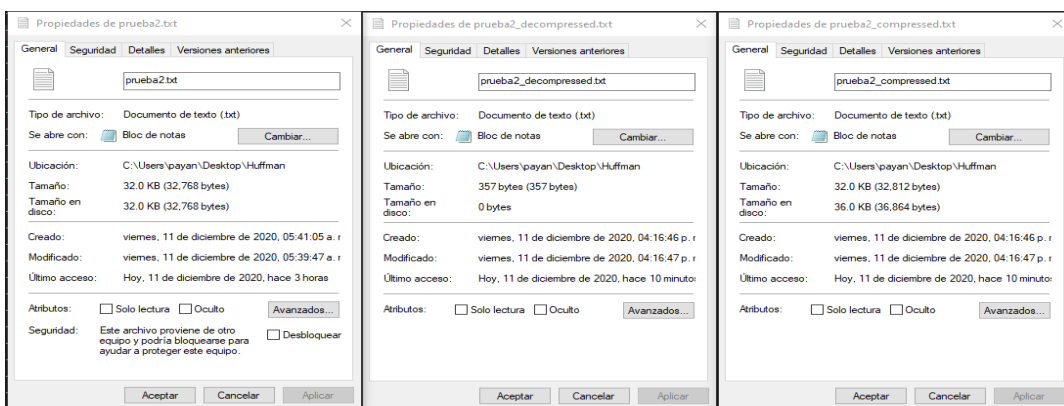 Propiedades de prueba2.txt
General Seguridad Detalles Versiones anteriores
prueba2.txt
Tipo de archivo: Documento de texto (.txt)
Se abre con: Bloc de notas Cambiar...
Ubicación: C:\Users\payan\Desktop\Huffman
Tamaño: 32.0 KB (32,768 bytes)
Tamaño en
disco: 32.0 KB (32,768 bytes)
Creado: viernes, 11 de diciembre de 2020, 05:41:05 a. r
Modificado: viernes, 11 de diciembre de 2020, 05:39:47 a. r
Último acceso: Hoy, 11 de diciembre de 2020, hace 3 horas
Atributos: Solo lectura Oculto Avanzados...
Seguridad: Este archivo proviene de otro
equipo y podría bloquearse para
ayudar a proteger este equipo.
Desbloquear
Aceptar Cancelar Aplicar
Propiedades de prueba2_decompressed.txt
General Seguridad Detalles Versiones anteriores
prueba2_decompressed.txt
Tipo de archivo: Documento de texto (.txt)
Se abre con: Bloc de notas Cambiar...
Ubicación: C:\Users\payan\Desktop\Huffman
Tamaño: 357 bytes (357 bytes)
Tamaño en
disco: 0 bytes
Creado: viernes, 11 de diciembre de 2020, 04:16:46 p. r
Modificado: viernes, 11 de diciembre de 2020, 04:16:47 p. r
Último acceso: Hoy, 11 de diciembre de 2020, hace 10 minuto
Atributos: Solo lectura Oculto Avanzados...
Aceptar Cancelar Aplicar
Propiedades de prueba2_compressed.txt
General Seguridad Detalles Versiones anteriores
prueba2_compressed.txt
Tipo de archivo: Documento de texto (.txt)
Se abre con: Bloc de notas Cambiar...
Ubicación: C:\Users\payan\Desktop\Huffman
Tamaño: 32.0 KB (32,812 bytes)
Tamaño en
disco: 36.0 KB (36,864 bytes)
Creado: viernes, 11 de diciembre de 2020, 04:16:46 p. r
Modificado: viernes, 11 de diciembre de 2020, 04:16:47 p. r
Último acceso: Hoy, 11 de diciembre de 2020, hace 10 minuto
Atributos: Solo lectura Oculto Avanzados...
Aceptar Cancelar Aplicar